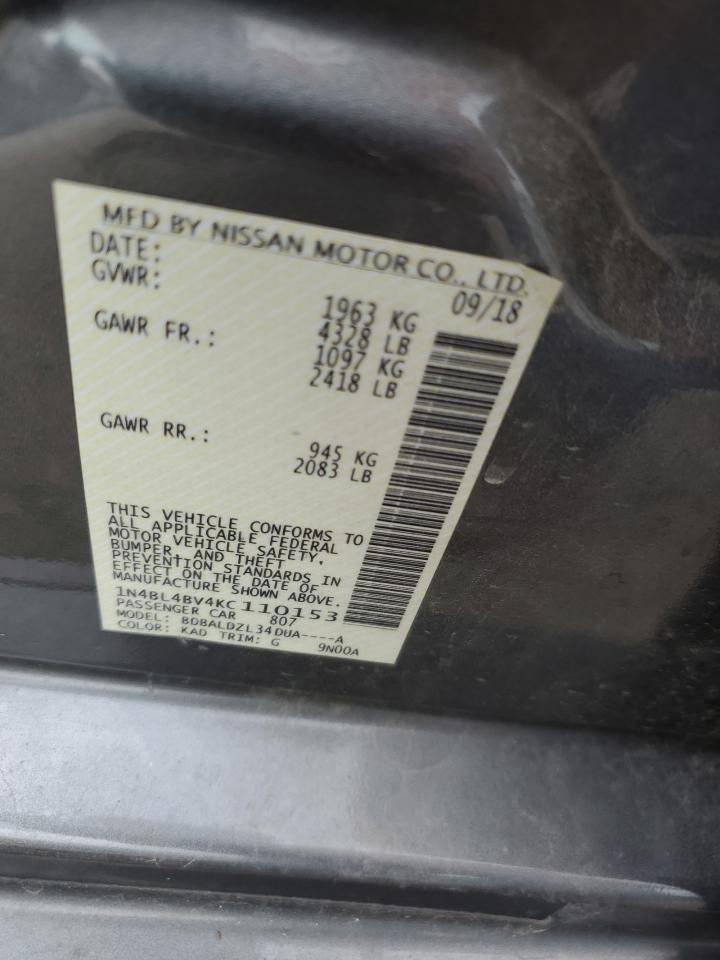 MFD BY NISSAN MOTOR CO., LTD.
DATE: 09/18
GVWR: 1963 KG
4328 LB
GAWR FR.: 1097 KG
2418 LB
GAWR RR.: 945 KG
2083 LB
THIS VEHICLE CONFORMS TO
ALL APPLICABLE FEDERAL
MOTOR VEHICLE SAFETY,
BUMPER, AND THEFT
PREVENTION STANDARDS IN
EFFECT ON THE DATE OF
MANUFACTURE SHOWN ABOVE.
1N4BL4BV4KC110153
PASSENGER CAR 807
MODEL: BDBALDZL34DUA----A
COLOR: KAD TRIM: G 9N00A